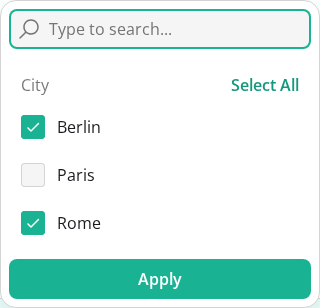 Type to search...
City Select All
Berlin
Paris
Rome
Apply